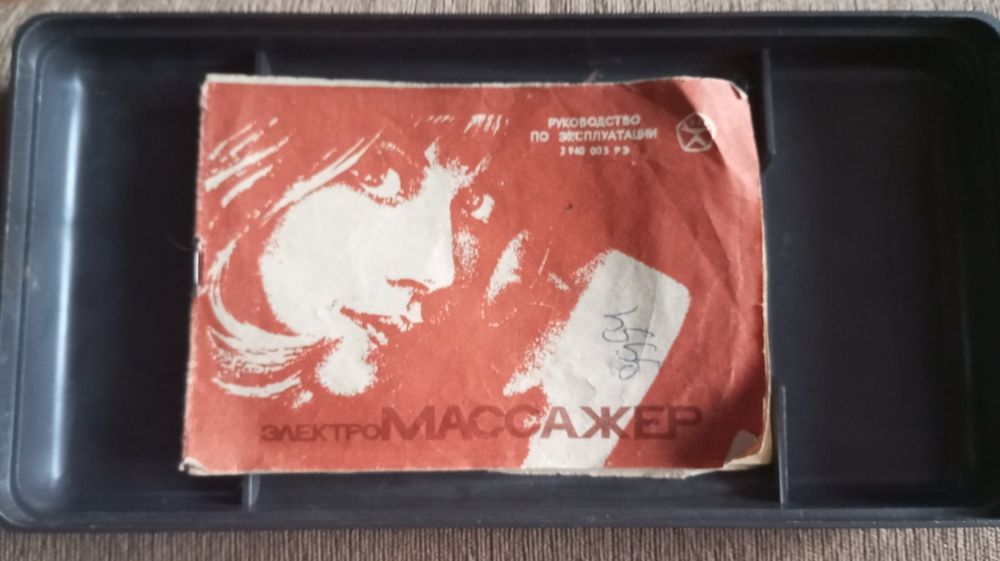 РУКОВОДСТВО
ПО ЭКСПЛУАТАЦИИ
2 940 005 РЭ
ЭЛЕКТРОМАССАЖЕР